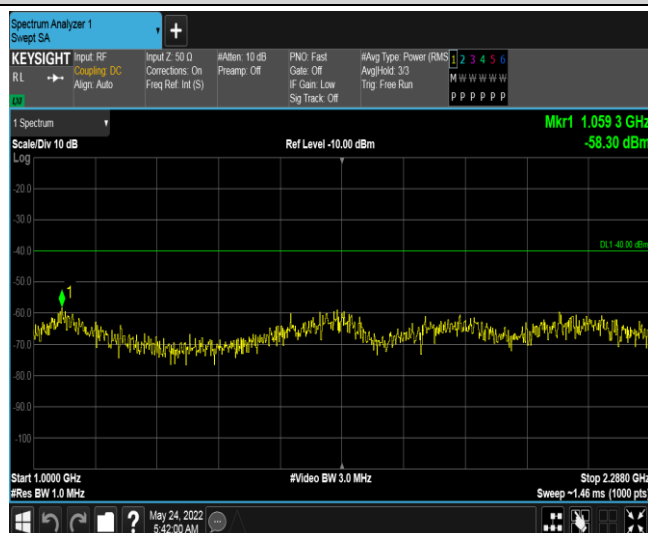 Spectrum Analyzer 1
Swept SA
+
KEYSIGHT
RL
Input: RF
Coupling: DC
Align: Auto
Input Z: 50 Ω
Corrections: On
Freq Ref: Int (S)
#Atten: 10 dB
Preamp: Off
PNO: Fast
Gate: Off
IF Gain: Low
Sig Track: Off
#Avg Type: Power (RMS
Avg|Hold: 3/3
Trig: Free Run
1 2 3 4 5 6
M W W W W W
P P P P P P
1 Spectrum
Scale/Div 10 dB
Ref Level -10.00 dBm
Mkr1 1.059 3 GHz
-58.30 dBm
Log
-20.0
-30.0
-40.0
DL1 -40.00 dBm
-50.0
1
-60.0
-70.0
-80.0
-90.0
-100
Start 1.0000 GHz
#Video BW 3.0 MHz
Stop 2.2880 GHz
#Res BW 1.0 MHz
Sweep ~1.46 ms (1000 pts)
?
May 24, 2022
5:42:00 AM